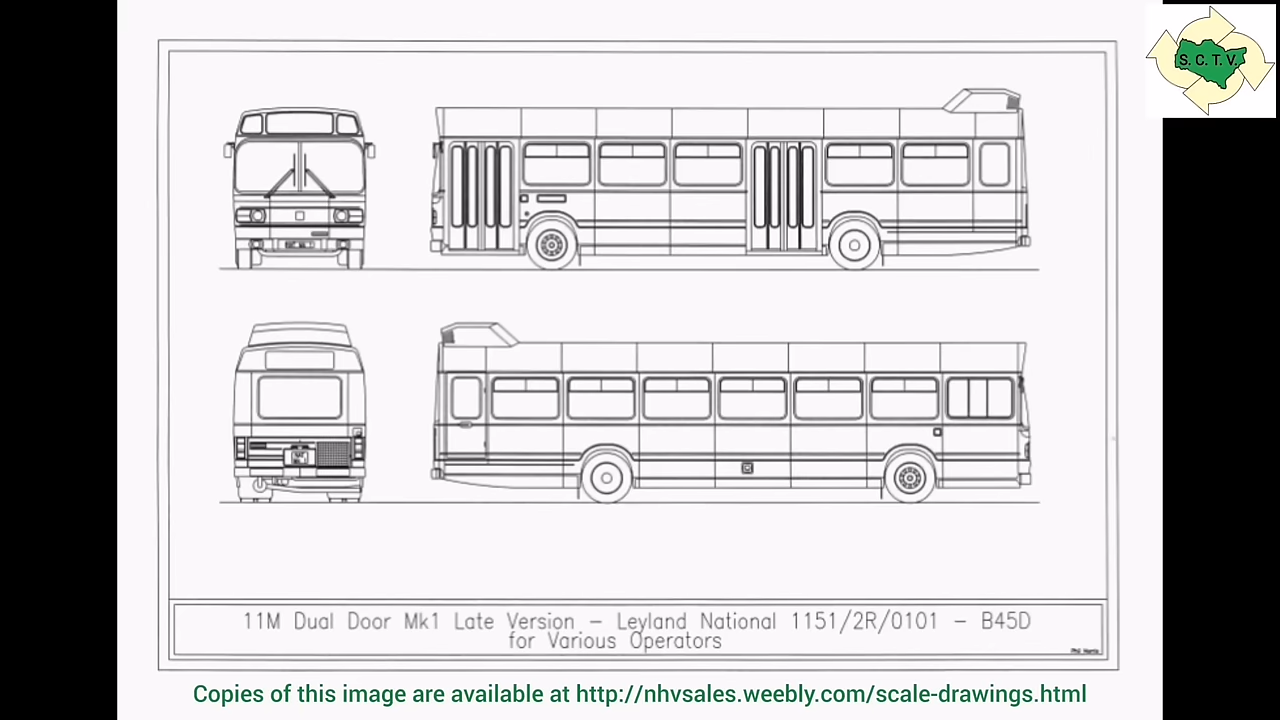 S. C. T. V.
11M Dual Door Mk1 Late Version – Leyland National 1151/2R/0101 – B45D
for Various Operators
Copies of this image are available at http://nhvsales.weebly.com/scale-drawings.html